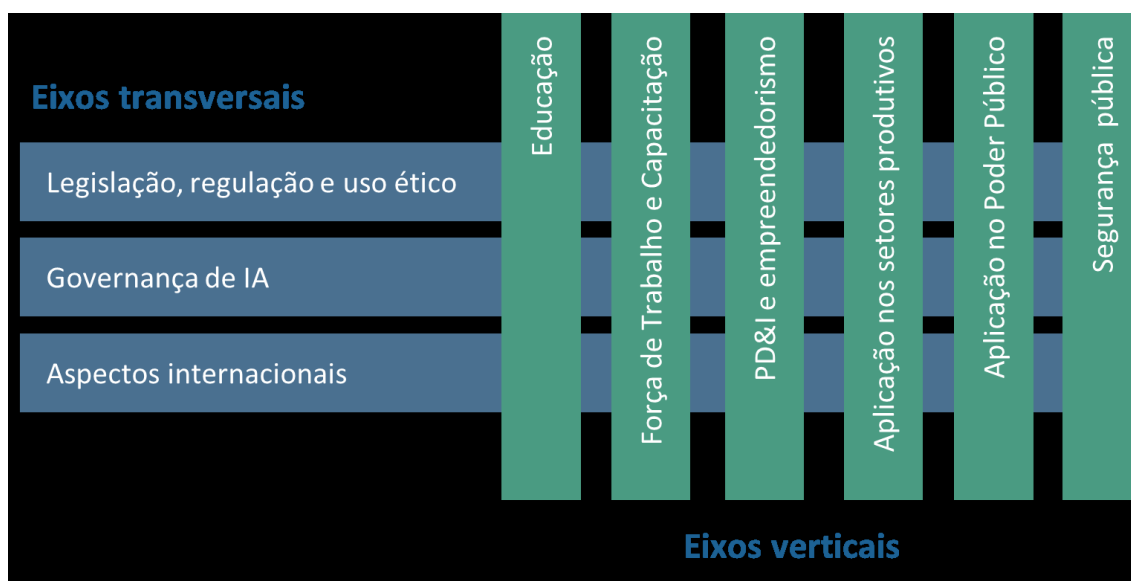 Eixos transversais
Legislação, regulação e uso ético
Governança de IA
Aspectos internacionais
Educação
Força de Trabalho e Capacitação
PD&I e empreendedorismo
Aplicação nos setores produtivos
Aplicação no Poder Público
Segurança pública
Eixos verticais